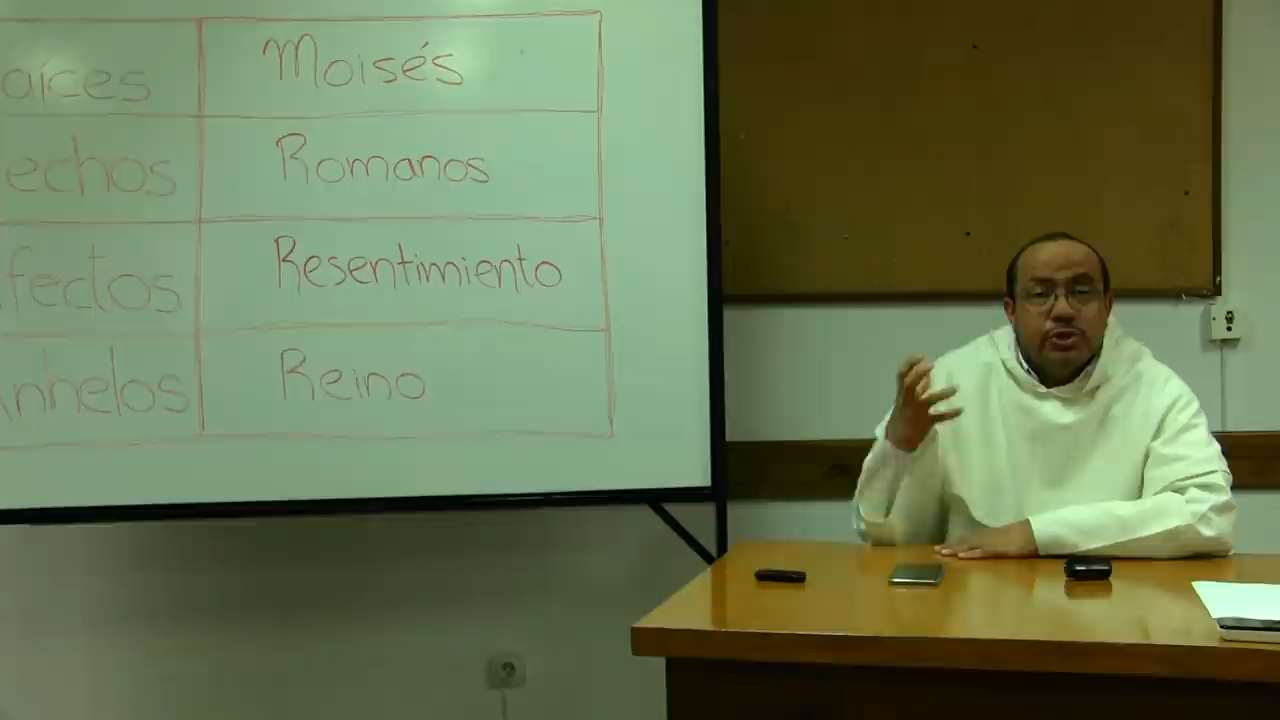 aíces Moisés
echos Romanos
fectos Resentimiento
nhelos Reino